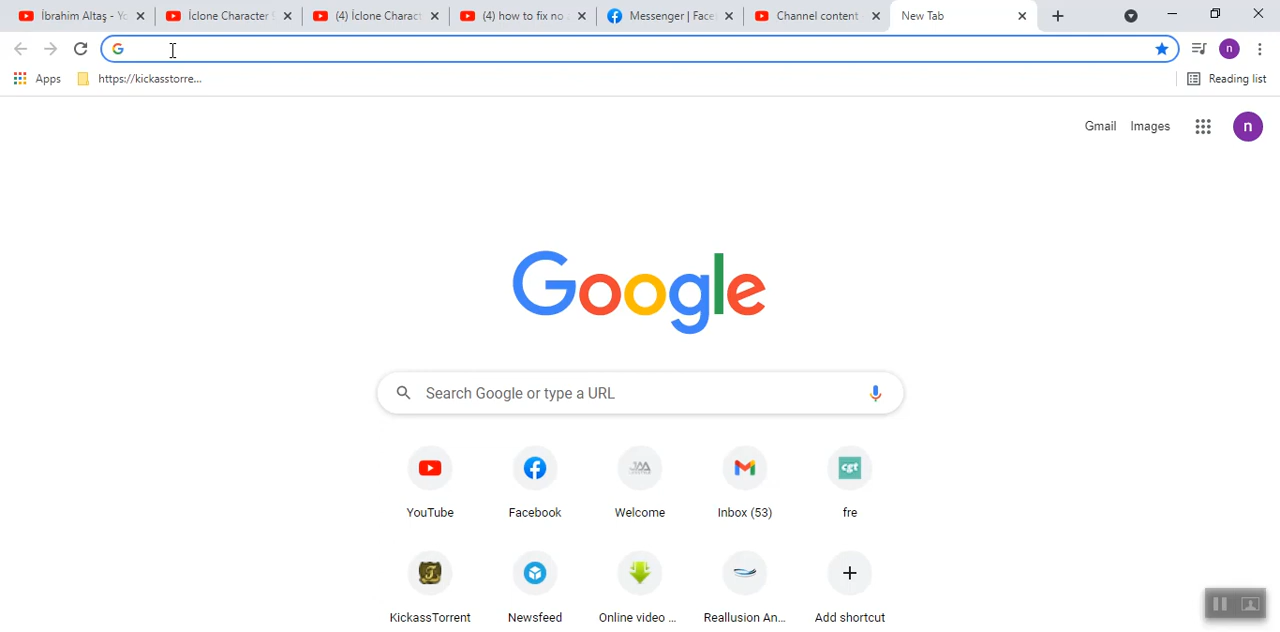 İbrahim Altaş - Yo
İclone Character
(4) İclone Charact
(4) how to fix no
Messenger | Face
Channel content
New Tab
Apps
https://kickasstorre...
Reading list
n
Gmail
Images
n
Google
Search Google or type a URL
YouTube
Facebook
Welcome
Inbox (53)
fre
KickassTorrent
Newsfeed
Online video ...
Reallusion An...
Add shortcut